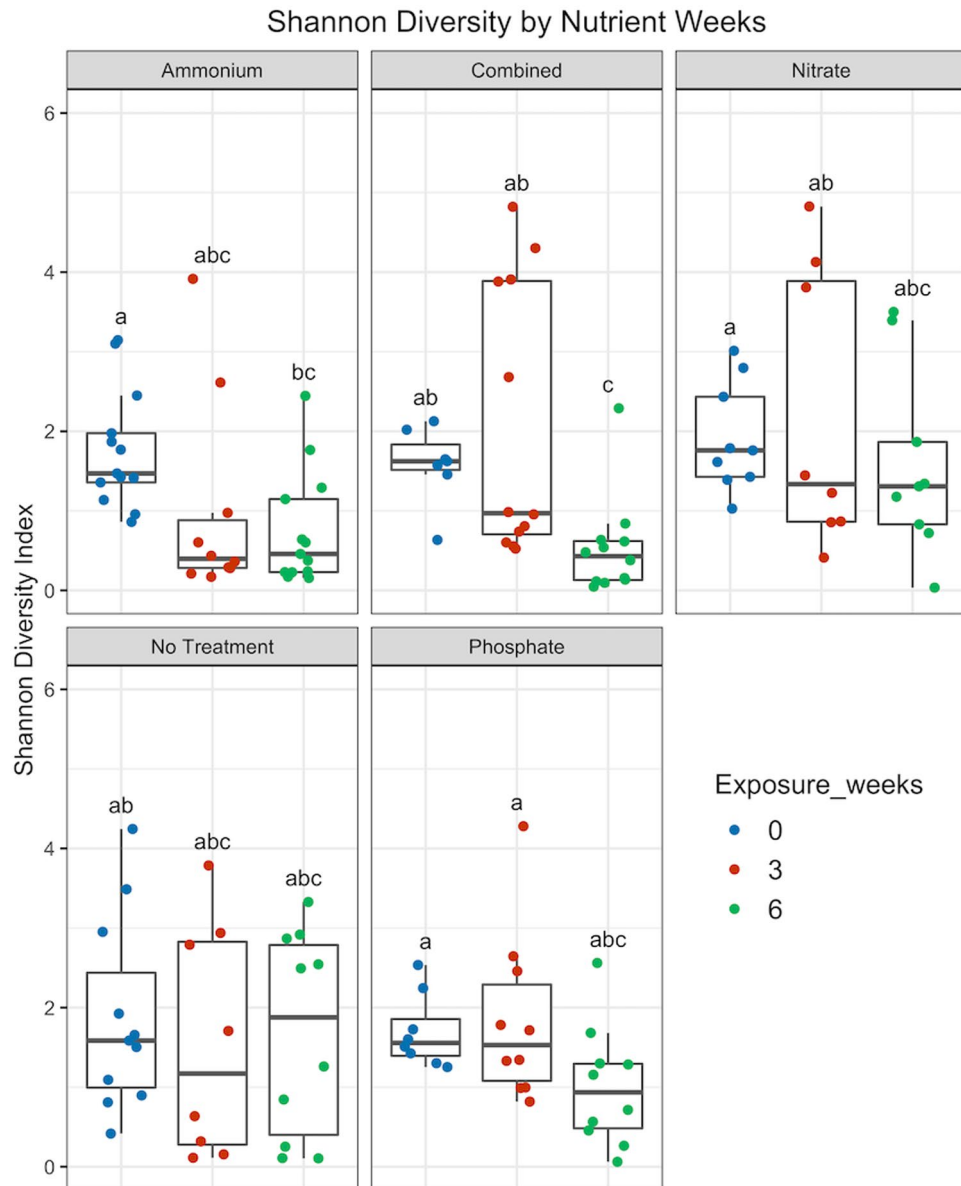 Shannon Diversity by Nutrient Weeks
Ammonium
Combined
Nitrate
6
4
2
0
a
abc
bc
ab
ab
c
a
ab
abc
Shannon Diversity Index
No Treatment
Phosphate
6
4
2
0
ab
abc
abc
a
a
abc
Exposure_weeks
0
3
6